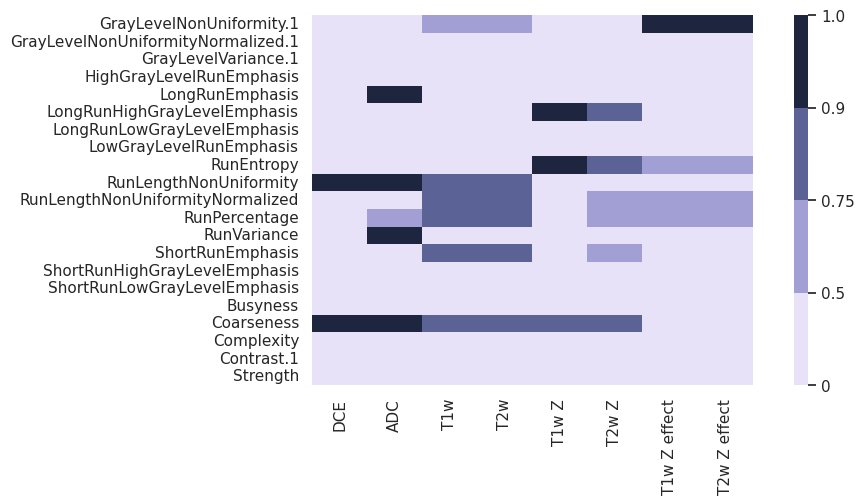 GrayLevelNonUniformity.1
GrayLevelNonUniformityNormalized.1
GrayLevelVariance.1
HighGrayLevelRunEmphasis
LongRunEmphasis
LongRunHighGrayLevelEmphasis
LongRunLowGrayLevelEmphasis
LowGrayLevelRunEmphasis
RunEntropy
RunLengthNonUniformity
RunLengthNonUniformityNormalized
RunPercentage
RunVariance
ShortRunEmphasis
ShortRunHighGrayLevelEmphasis
ShortRunLowGrayLevelEmphasis
Busyness
Coarseness
Complexity
Contrast.1
Strength
DCE
ADC
T1w
T2w
T1w Z
T2w Z
T1w Z effect
T2w Z effect
1.0
0.9
0.75
0.5
0